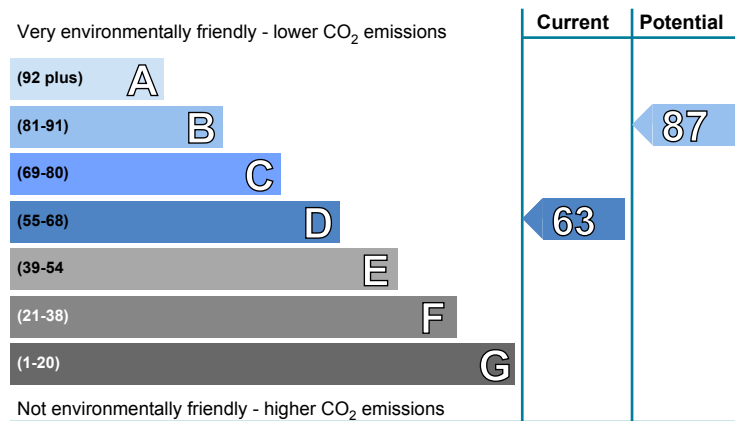 Very environmentally friendly - lower CO₂ emissions
Current
Potential
(92 plus) A
(81-91) B
87
(69-80) C
(55-68) D
63
(39-54 E
(21-38) F
(1-20) G
Not environmentally friendly - higher CO₂ emissions